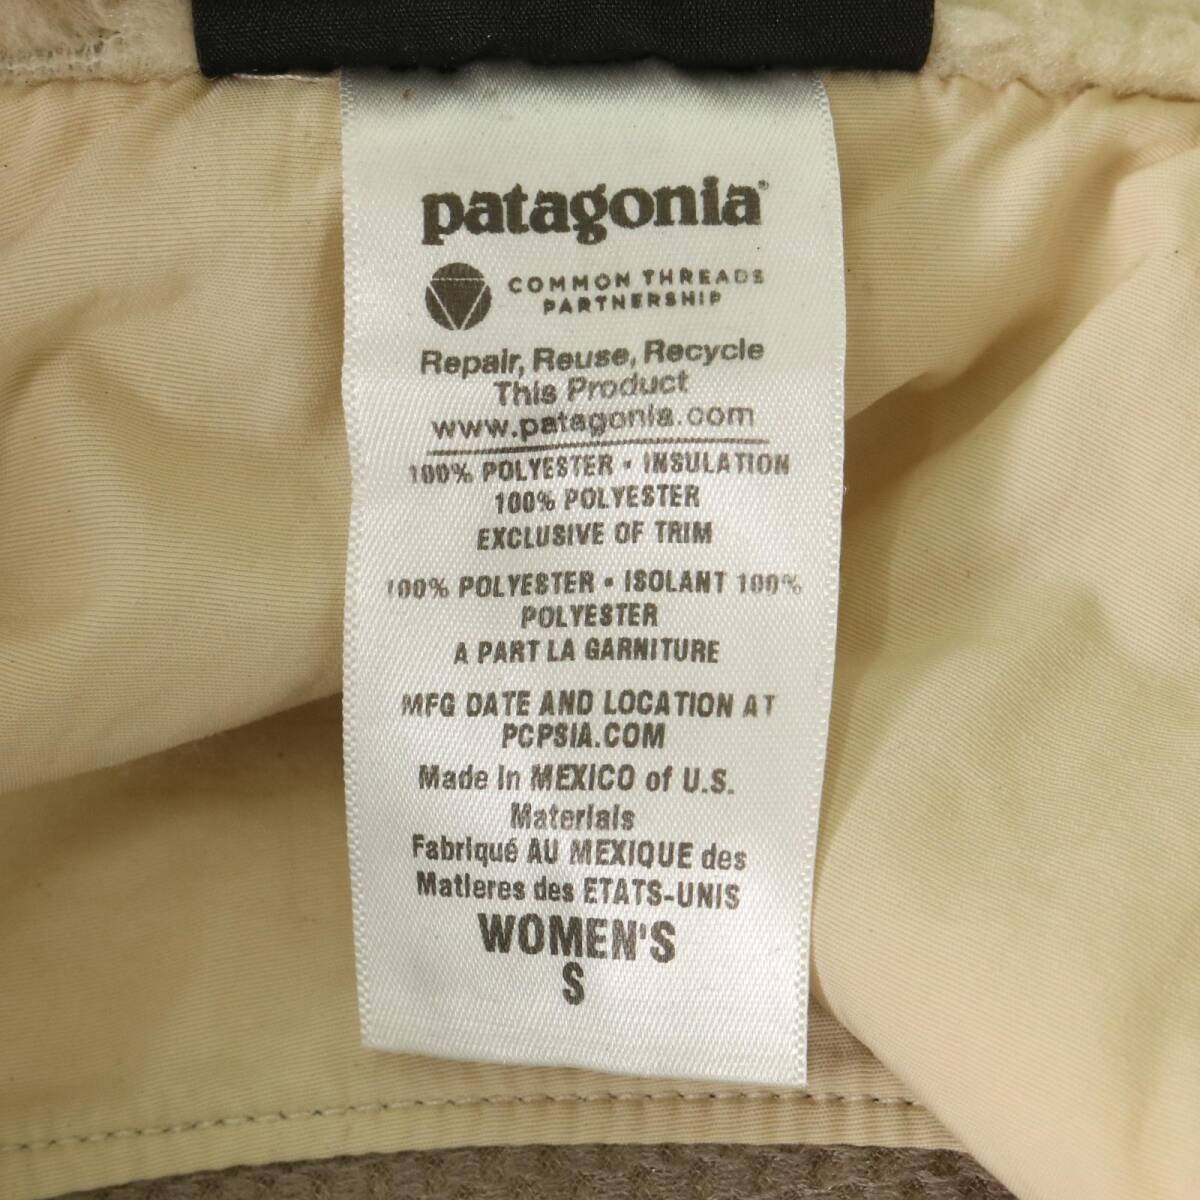 patagonia®
COMMON THREADS
PARTNERSHIP
Repair, Reuse, Recycle
This Product
www.patagonia.com
100% POLYESTER • INSULATION
100% POLYESTER
EXCLUSIVE OF TRIM
100% POLYESTER • ISOLANT 100%
POLYESTER
A PART LA GARNITURE
MFG DATE AND LOCATION AT
PCPSIA.COM
Made in MEXICO of U.S.
Materials
Fabriqué AU MEXIQUE des
Matieres des ETATS-UNIS
WOMEN'S
S